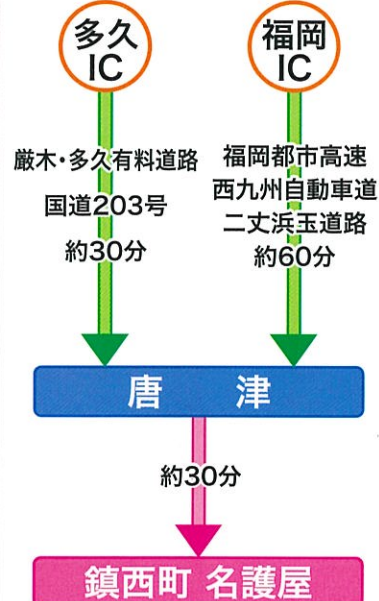 多久
IC
福岡
IC
厳木・多久有料道路
国道203号
約30分
福岡都市高速
西九州自動車道
二丈浜玉道路
約60分
唐津
約30分
鎮西町 名護屋